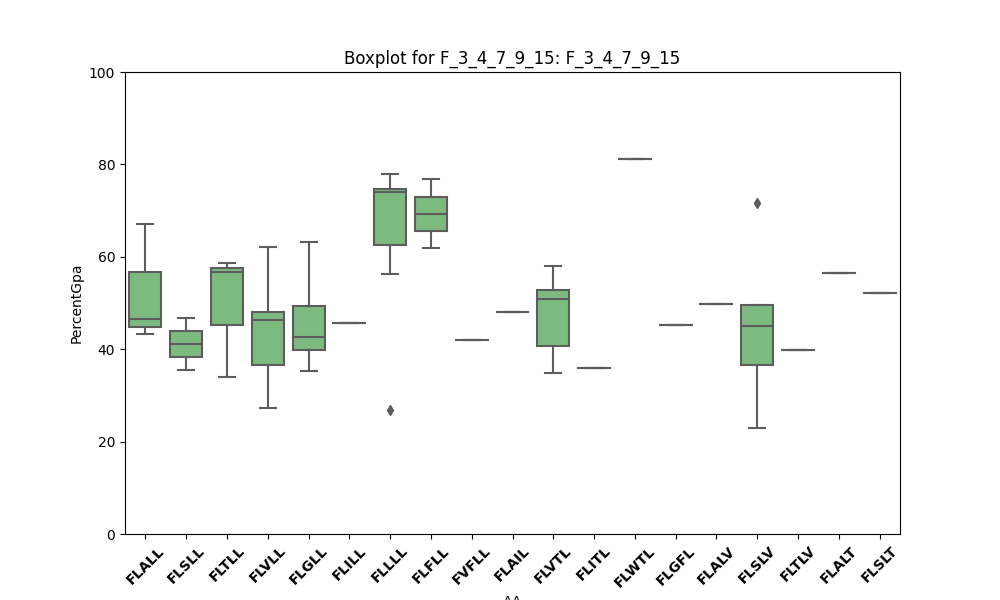 Boxplot for F_3_4_7_9_15: F_3_4_7_9_15
100
80
60
40
20
0
PercentGpa
FLALL FLSLL FLTLL FLVLL FLGLL FLILL FLLLL FLFLL FVFLL FLAIL FLVTL FLITL FLWTL FLGFL FLALV FLSLV FLTLV FLALT FLSLT
AA